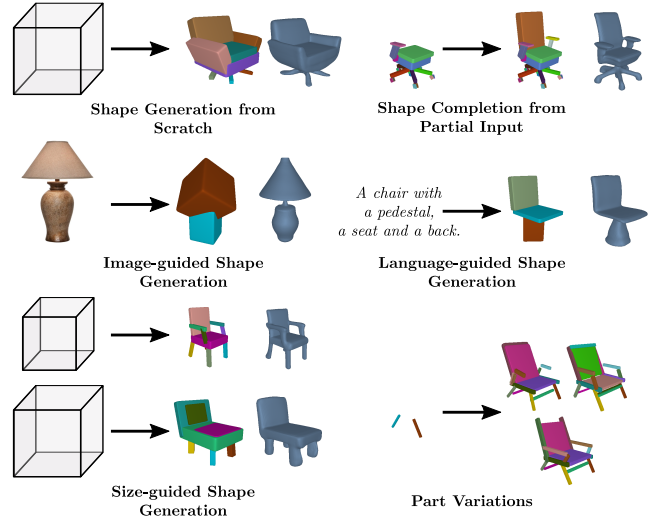 Shape Generation from
Scratch
Shape Completion from
Partial Input
A chair with
a pedestal,
a seat and a back.
Image-guided Shape
Generation
Language-guided Shape
Generation
Size-guided Shape
Generation
Part Variations